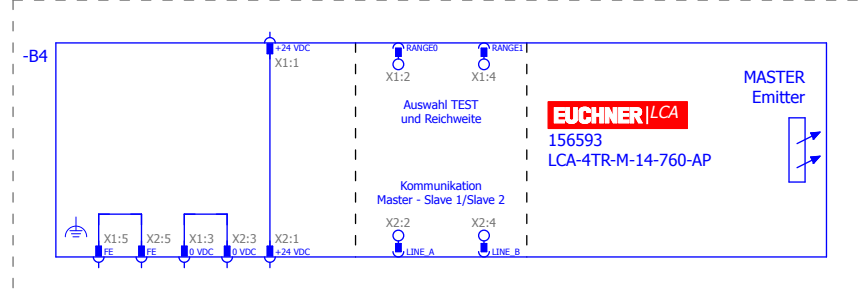 -B4
+24 VDC
X1:1
RANGE0
X1:2
RANGE1
X1:4
Auswahl TEST
und Reichweite
EUCHNER|LCA
156593
LCA-4TR-M-14-760-AP
MASTER
Emitter
Kommunikation
Master - Slave 1/Slave 2
X2:2
LINE_A
X2:4
LINE_B
X1:5
FE
X2:5
FE
X1:3
0 VDC
X2:3
0 VDC
X2:1
+24 VDC